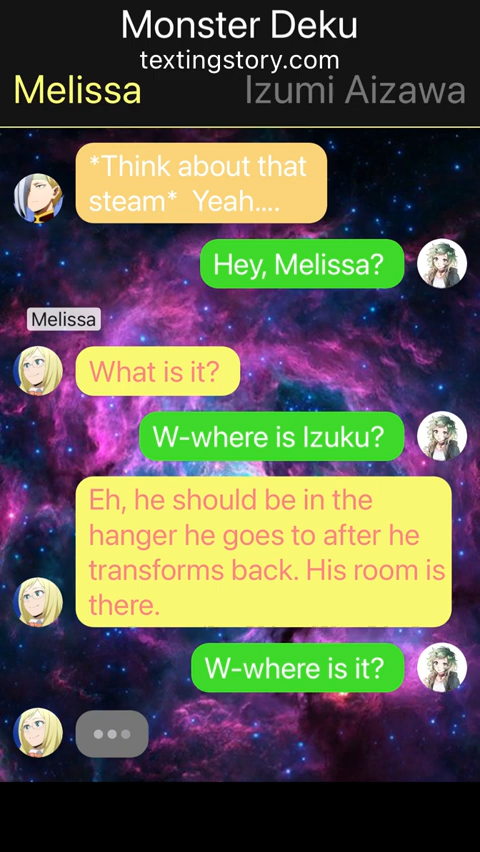 Monster Deku
textingstory.com
Melissa
Izumi Aizawa
*Think about that
steam*  Yeah....
Hey, Melissa?
Melissa
What is it?
W-where is Izuku?
Eh, he should be in the
hanger he goes to after he
transforms back. His room is
there.
W-where is it?